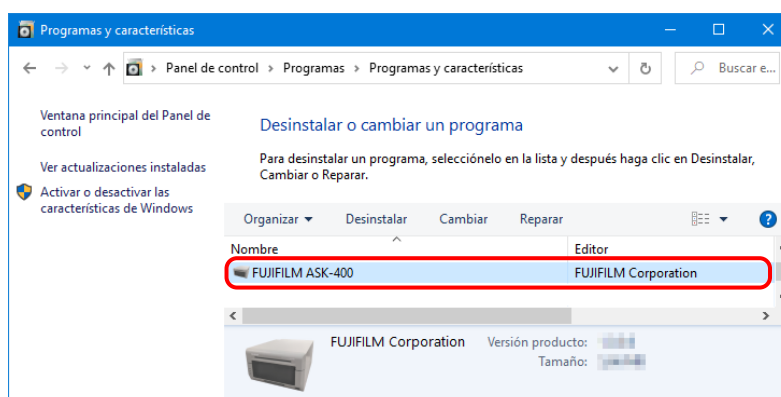 Programas y características
Panel de control > Programas > Programas y características
Buscar e...
Ventana principal del Panel de
control
Ver actualizaciones instaladas
Activar o desactivar las
características de Windows
Desinstalar o cambiar un programa
Para desinstalar un programa, selecciónelo en la lista y después haga clic en Desinstalar,
Cambiar o Reparar.
Organizar Desinstalar Cambiar Reparar
Nombre Editor
FUJIFILM ASK-400 FUJIFILM Corporation
FUJIFILM Corporation Versión producto:
Tamaño: